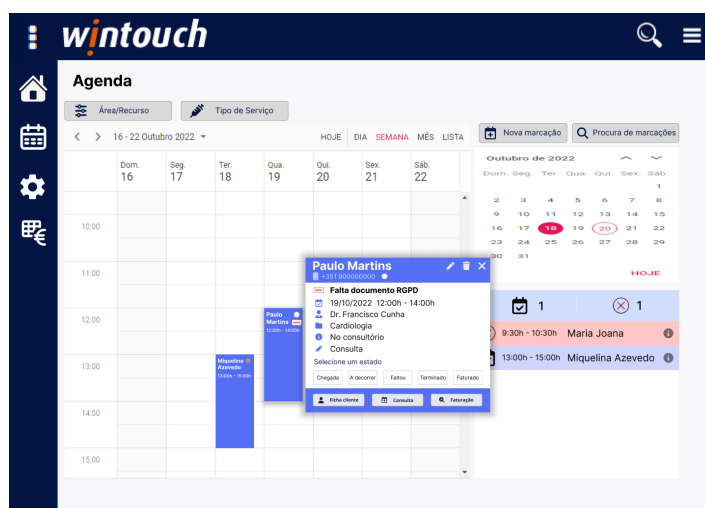 wintouch
Agenda
Área/Recurso
Tipo de Serviço
16 - 22 Outubro 2022
HOJE DIA SEMANA MÊS LISTA
Nova marcação
Procura de marcações
Dom. Seg. Ter. Qua. Qui. Sex. Sáb.
16 17 18 19 20 21 22
10:00
11:00
12:00
13:00
14:00
15:00
Paulo Martins
12:00h - 14:00h
Miquelina Azevedo
13:00h - 15:00h
Paulo Martins
+351 900000000
Falta documento RGPD
19/10/2022 12:00h - 14:00h
Dr. Francisco Cunha
Cardiologia
No consultório
Consulta
Selecione um estado
Chegada A decorrer Faltou Terminado Faturado
Ficha cliente
Consulta
Faturação
Outubro de 2022
Dom. Seg. Ter. Qua. Qui. Sex. Sáb.
1
2 3 4 5 6 7 8
9 10 11 12 13 14 15
16 17 18 19 20 21 22
23 24 25 26 27 28 29
30 31
HOJE
1
1
9:30h - 10:30h Maria Joana
13:00h - 15:00h Miquelina Azevedo